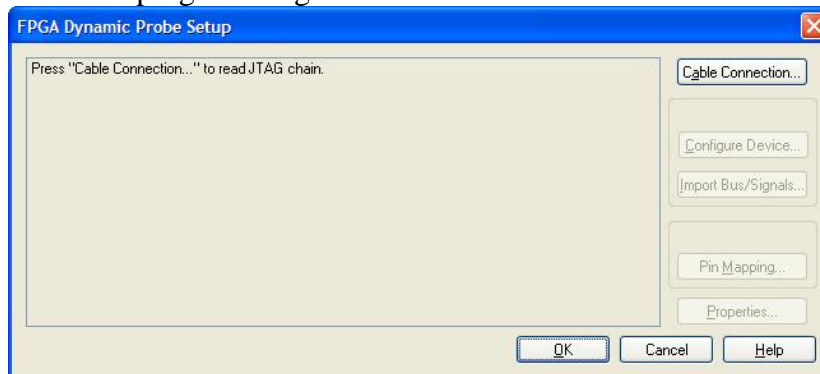 FPGA Dynamic Probe Setup
Press "Cable Connection..." to read JTAG chain.
Cable Connection...
Configure Device...
Import Bus/Signals...
Pin Mapping...
Properties...
OK
Cancel
Help